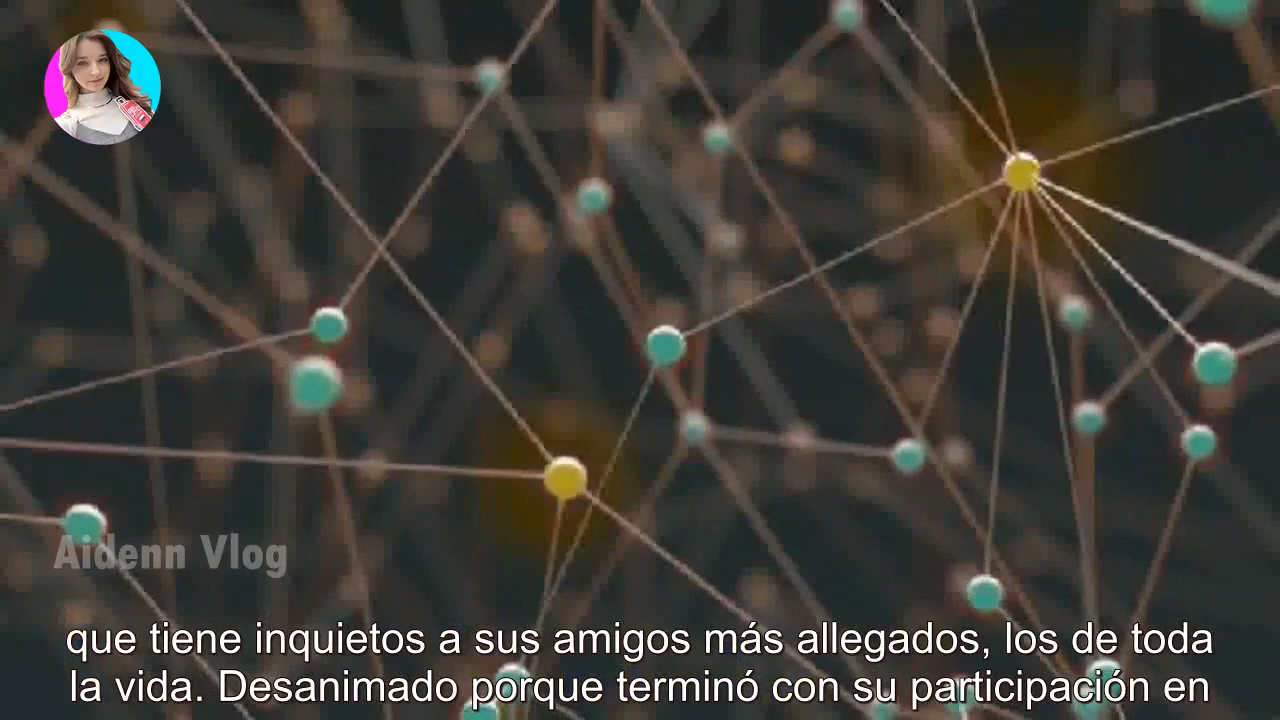 Aidenn Vlog
que tiene inquietos a sus amigos más allegados, los de toda
la vida. Desanimado porque terminó con su participación en